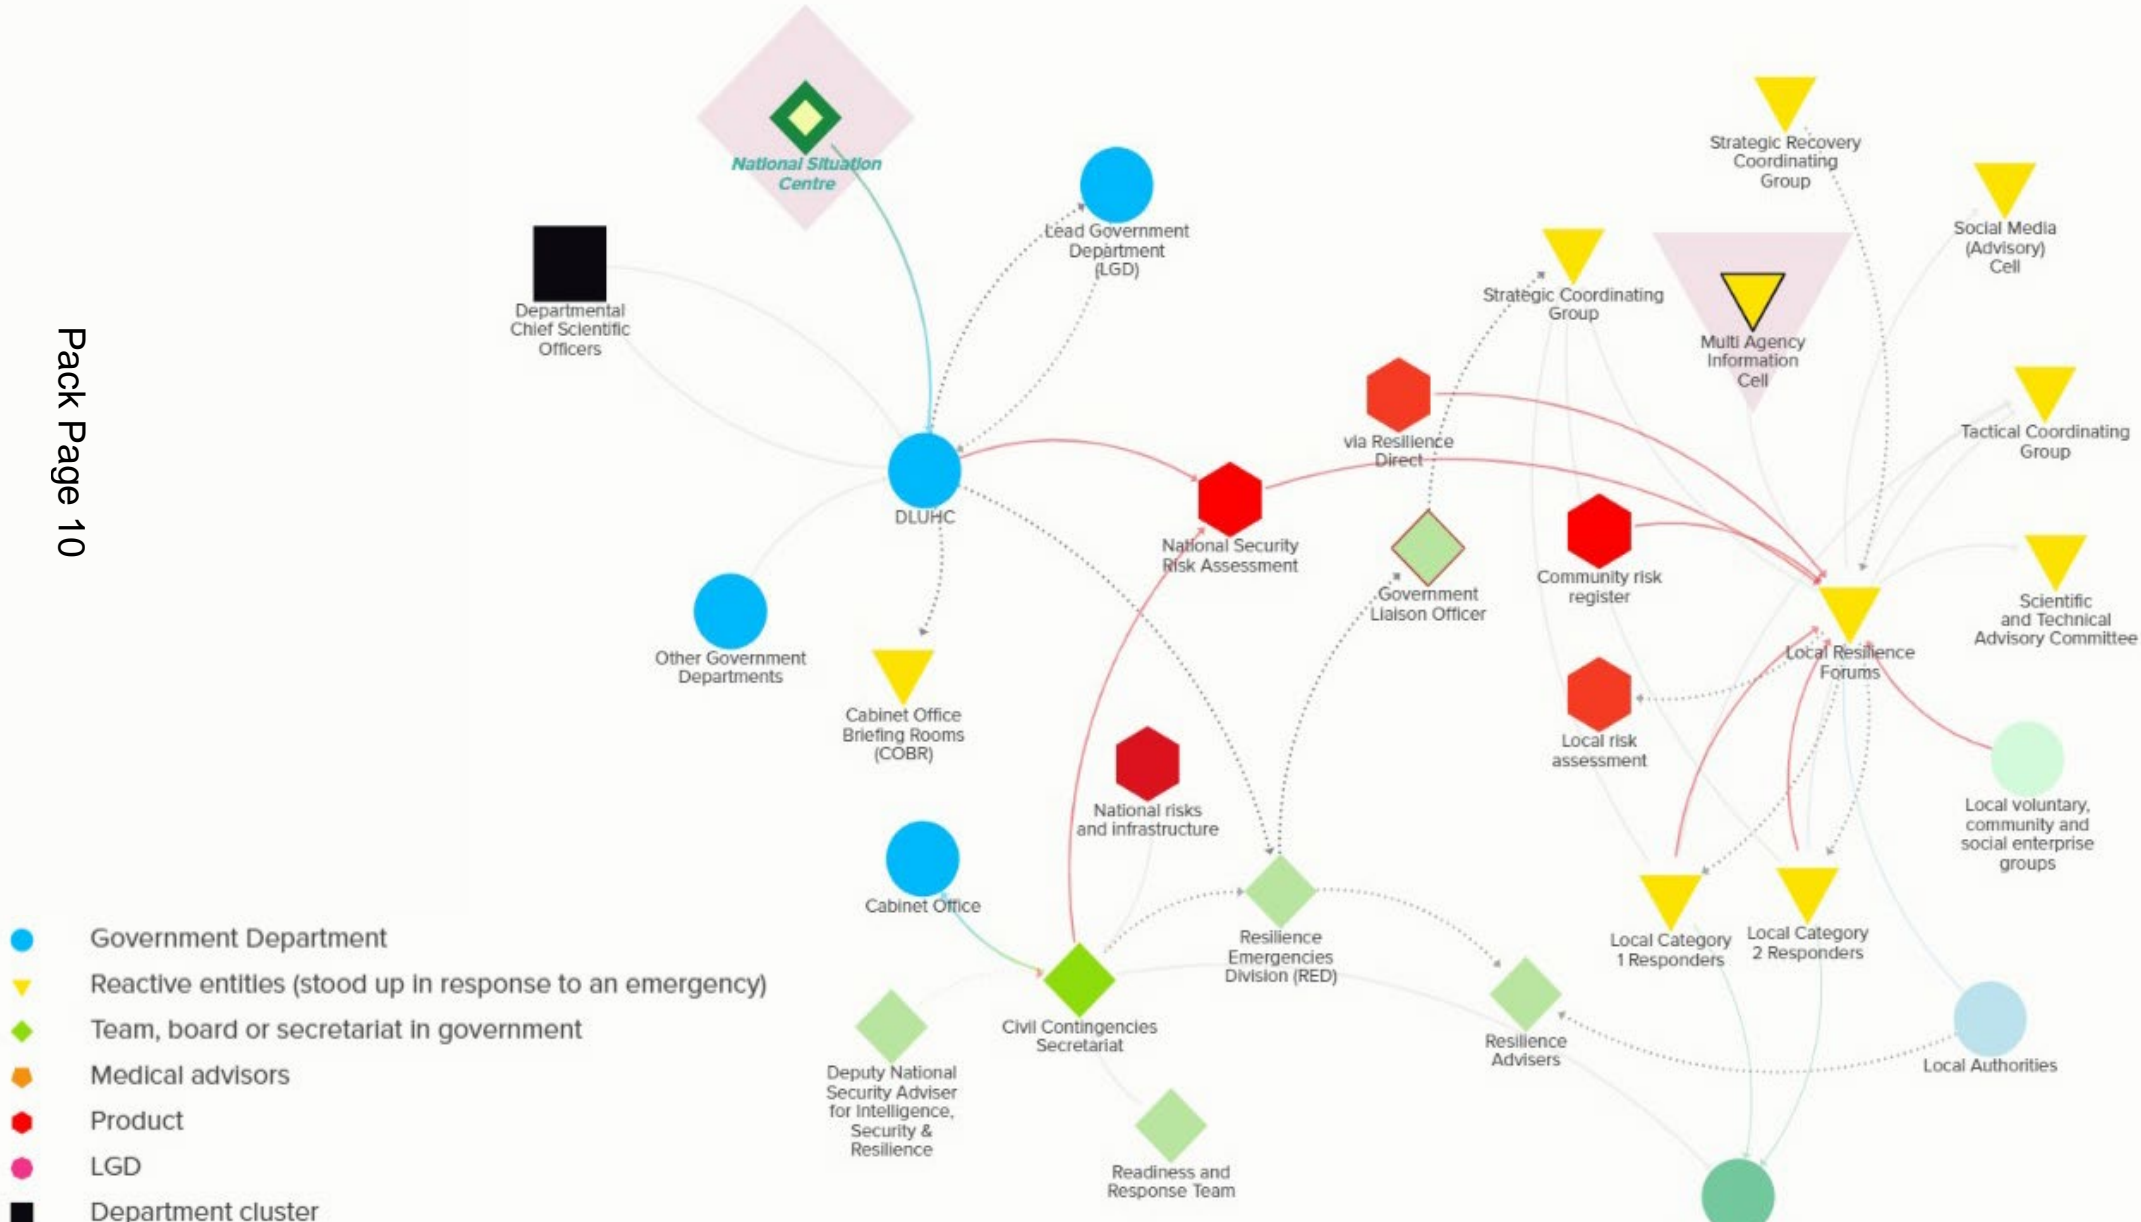 Pack Page 10
National Situation
Centre
Lead Government
Department
(LGD)
Departmental
Chief Scientific
Officers
DLUHC
Other Government
Departments
Cabinet Office
Briefing Rooms
(COBR)
National Security
Risk Assessment
via Resilience
Direct
Strategic Coordinating
Group
Strategic Recovery
Coordinating
Group
Social Media
(Advisory)
Cell
Multi Agency
Information
Cell
Tactical Coordinating
Group
Government
Liaison Officer
Community risk
register
Scientific
and Technical
Advisory Committee
Local Resilience
Forums
Local risk
assessment
National risks
and infrastructure
Local voluntary,
community and
social enterprise
groups
Cabinet Office
Resilience
Emergencies
Division (RED)
Local Category
1 Responders
Local Category
2 Responders
Civil Contingencies
Secretariat
Resilience
Advisers
Local Authorities
Deputy National
Security Adviser
for Intelligence,
Security &
Resilience
Readiness and
Response Team
Government Department
Reactive entities (stood up in response to an emergency)
Team, board or secretariat in government
Medical advisors
Product
LGD
Department cluster